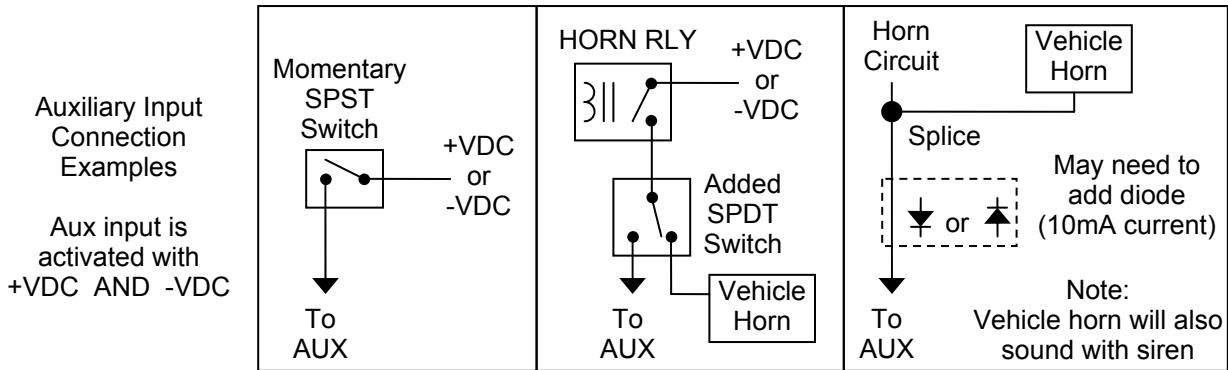 Auxiliary Input
Connection
Examples
Aux input is
activated with
+VDC AND -VDC
Momentary
SPST
Switch
+VDC
or
-VDC
To
AUX
HORN RLY
+VDC
or
-VDC
Added
SPDT
Switch
Vehicle
Horn
To
AUX
Horn
Circuit
Vehicle
Horn
Splice
or
May need to
add diode
(10mA current)
To
AUX
Note:
Vehicle horn will also
sound with siren